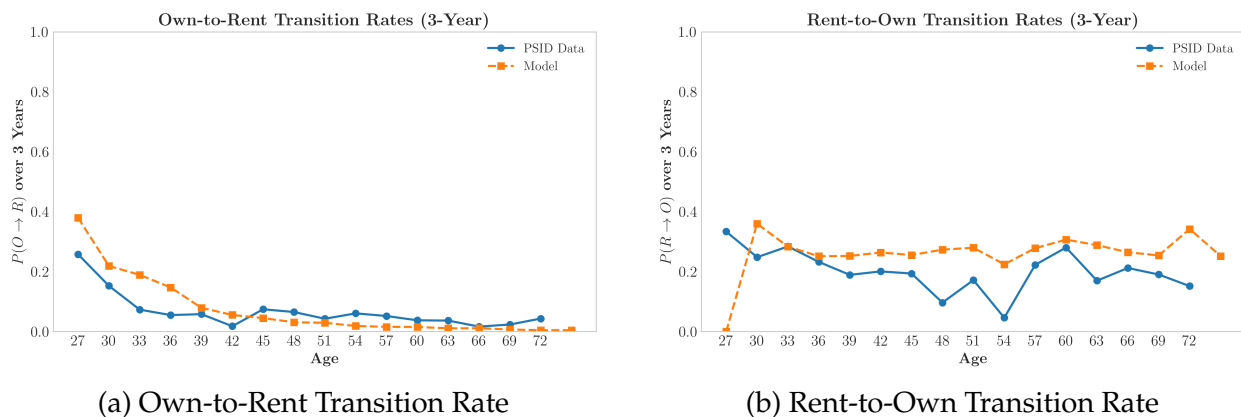 Own-to-Rent Transition Rates (3-Year)
1.0
0.8
0.6
0.4
0.2
0.0
P(O → R) over 3 Years
PSID Data
Model
27 30 33 36 39 42 45 48 51 54 57 60 63 66 69 72
Age
(a) Own-to-Rent Transition Rate
Rent-to-Own Transition Rates (3-Year)
1.0
0.8
0.6
0.4
0.2
0.0
P(R → O) over 3 Years
PSID Data
Model
27 30 33 36 39 42 45 48 51 54 57 60 63 66 69 72
Age
(b) Rent-to-Own Transition Rate